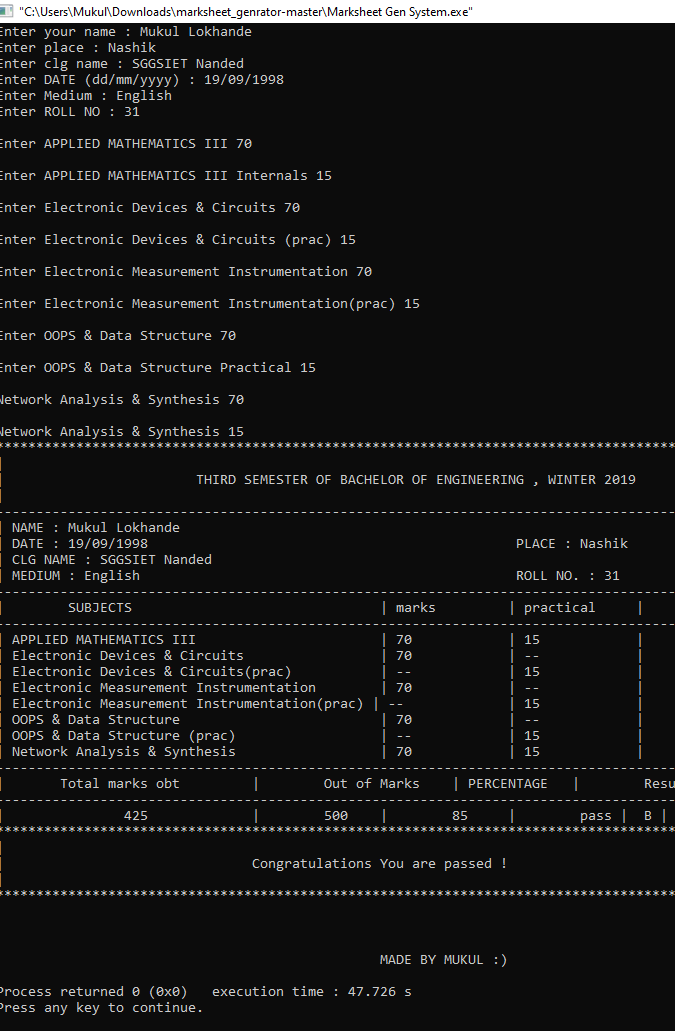 "C:\Users\Mukul\Downloads\marksheet_genrator-master\Marksheet Gen System.exe"
Enter your name : Mukul Lokhande
Enter place : Nashik
Enter clg name : SGGSIET Nanded
Enter DATE (dd/mm/yyyy) : 19/09/1998
Enter Medium : English
Enter ROLL NO : 31
Enter APPLIED MATHEMATICS III 70
Enter APPLIED MATHEMATICS III Internals 15
Enter Electronic Devices & Circuits 70
Enter Electronic Devices & Circuits (prac) 15
Enter Electronic Measurement Instrumentation 70
Enter Electronic Measurement Instrumentation(prac) 15
Enter OOPS & Data Structure 70
Enter OOPS & Data Structure Practical 15
Network Analysis & Synthesis 70
Network Analysis & Synthesis 15
THIRD SEMESTER OF BACHELOR OF ENGINEERING , WINTER 2019
| NAME : Mukul Lokhande
| DATE : 19/09/1998 PLACE : Nashik
| CLG NAME : SGGSIET Nanded
| MEDIUM : English ROLL NO. : 31
| SUBJECTS | marks | practical |
| APPLIED MATHEMATICS III | 70 | 15 |
| Electronic Devices & Circuits | 70 | -- |
| Electronic Devices & Circuits(prac) | -- | 15 |
| Electronic Measurement Instrumentation | 70 | -- |
| Electronic Measurement Instrumentation(prac) | -- | 15 |
| OOPS & Data Structure | 70 | -- |
| OOPS & Data Structure (prac) | -- | 15 |
| Network Analysis & Synthesis | 70 | 15 |
| Total marks obt | Out of Marks | PERCENTAGE | Resu
| 425 | 500 | 85 | pass | B |
Congratulations You are passed !
MADE BY MUKUL :)
Process returned 0 (0x0) execution time : 47.726 s
Press any key to continue.